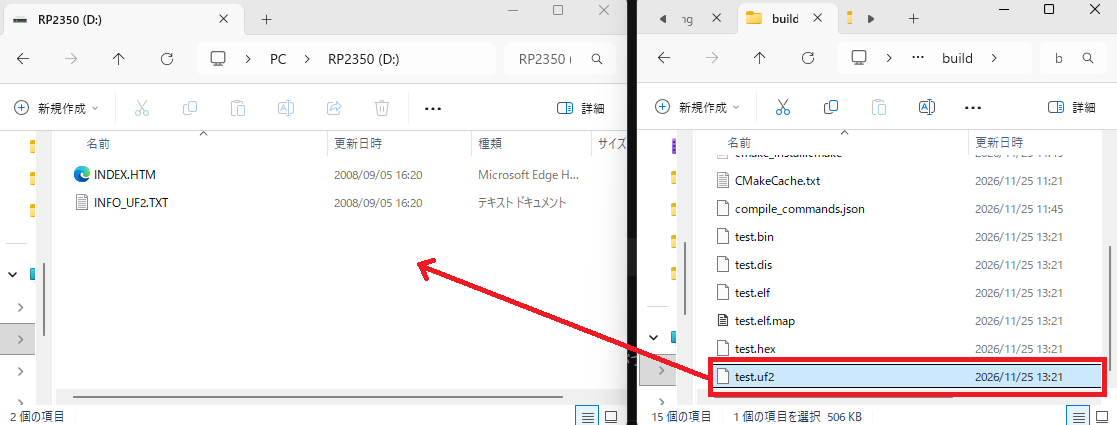 RP2350 (D:)
PC
RP2350 (D:)
RP2350 (
新規作成
詳細
名前
更新日時
種類
サイズ
INDEX.HTM
2008/09/05 16:20
Microsoft Edge H...
INFO_UF2.TXT
2008/09/05 16:20
テキスト ドキュメント
2 個の項目
ng
build
build
b
新規作成
詳細
名前
更新日時
CMakeCache.txt
2026/11/25 11:21
compile_commands.json
2026/11/25 11:45
test.bin
2026/11/25 13:21
test.dis
2026/11/25 13:21
test.elf
2026/11/25 13:21
test.elf.map
2026/11/25 13:21
test.hex
2026/11/25 13:21
test.uf2
2026/11/25 13:21
15 個の項目
1 個の項目を選択 506 KB